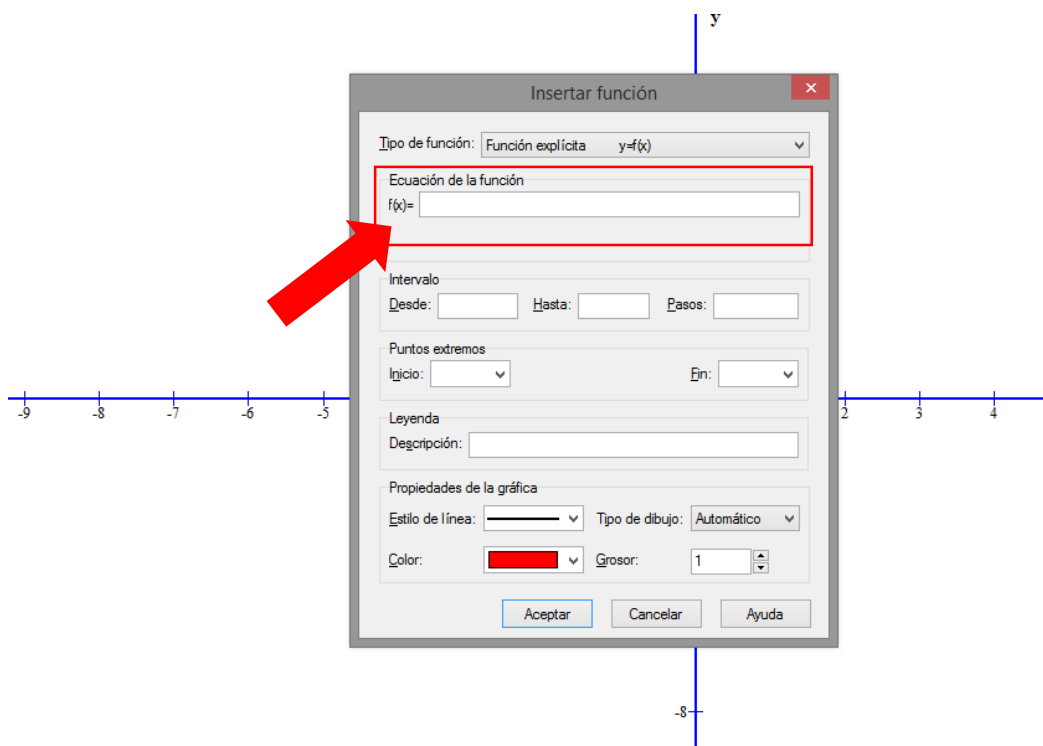 y
Insertar función
Tipo de función: Función explícita y=f(x)
Ecuación de la función
f(x)=
Intervalo
Desde: Hasta: Pasos:
Puntos extremos
Inicio: Fin:
-9 -8 -7 -6 -5 2 3 4
Leyenda
Descripción:
Propiedades de la gráfica
Estilo de línea: Tipo de dibujo: Automático
Color: Grosor: 1
Aceptar Cancelar Ayuda
-8